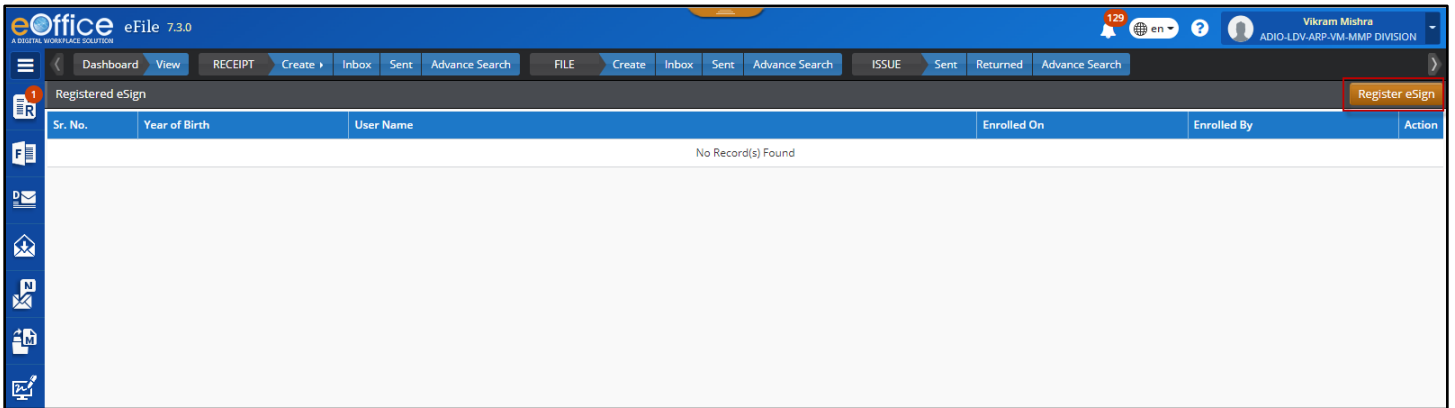 eOffice eFile 7.3.0
A DIGITAL WORKPLACE SOLUTION
129
en
?
Vikram Mishra
ADIO-LDV-ARP-VM-MMP DIVISION
Dashboard View RECEIPT Create Inbox Sent Advance Search FILE Create Inbox Sent Advance Search ISSUE Sent Returned Advance Search
1
R
Registered eSign Register eSign
Sr. No. Year of Birth User Name Enrolled On Enrolled By Action
No Record(s) Found
F
D
N
M